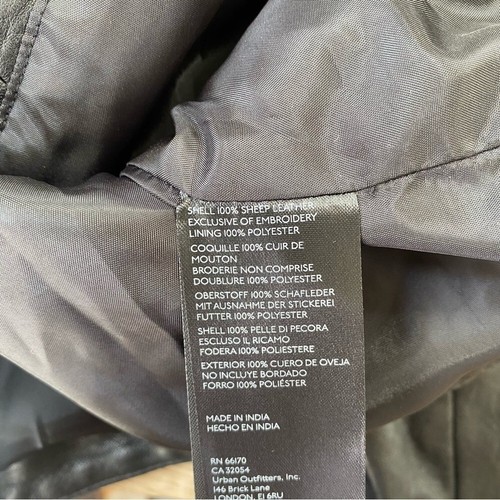 SHELL 100% SHEEP LEATHER
EXCLUSIVE OF EMBROIDERY
LINING 100% POLYESTER
COQUILLE 100% CUIR DE
MOUTON
BRODERIE NON COMPRISE
DOUBLURE 100% POLYESTER
OBERSTOFF 100% SCHAFLEDER
MIT AUSNAHME DER STICKEREI
FUTTER 100% POLYESTER
SHELL 100% PELLE DI PECORA
ESCLUSO IL RICAMO
FODERA 100% POLIESTERE
EXTERIOR 100% CUERO DE OVEJA
NO INCLUYE BORDADO
FORRO 100% POLIÉSTER
MADE IN INDIA
HECHO EN INDIA
RN 66170
CA 32054
Urban Outfitters, Inc.
146 Brick Lane
LONDON, E1 6RU